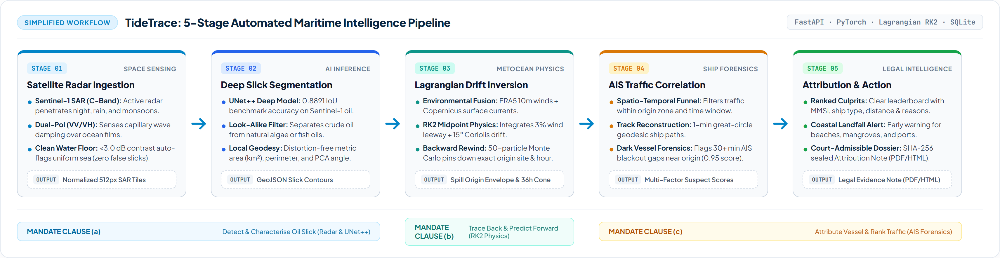 SIMPLIFIED WORKFLOW
TideTrace: 5-Stage Automated Maritime Intelligence Pipeline
FastAPI · PyTorch · Lagrangian RK2 · SQLite
STAGE 01
SPACE SENSING
Satellite Radar Ingestion
Sentinel-1 SAR (C-Band): Active radar
penetrates night, rain, and monsoons.
Dual-Pol (VV/VH): Senses capillary wave
damping over ocean films.
Clean Water Floor: <3.0 dB contrast auto-
flags uniform sea (zero false slicks).
OUTPUT Normalized 512px SAR Tiles
STAGE 02
AI INFERENCE
Deep Slick Segmentation
UNet++ Deep Model: 0.8891 IoU
benchmark accuracy on Sentinel-1 oil.
Look-Alike Filter: Separates crude oil
from natural algae or fish oils.
Local Geodesy: Distortion-free metric
area (km²), perimeter, and PCA angle.
OUTPUT GeoJSON Slick Contours
STAGE 03
METOCEAN PHYSICS
Lagrangian Drift Inversion
Environmental Fusion: ERA5 10m winds +
Copernicus surface currents.
RK2 Midpoint Physics: Integrates 3% wind
leeway + 15° Coriolis drift.
Backward Rewind: 50-particle Monte
Carlo pins down exact origin site & hour.
OUTPUT Spill Origin Envelope & 36h Cone
STAGE 04
SHIP FORENSICS
AIS Traffic Correlation
Spatio-Temporal Funnel: Filters traffic
within origin zone and time window.
Track Reconstruction: 1-min great-circle
geodesic ship paths.
Dark Vessel Forensics: Flags 30+ min AIS
blackout gaps near origin (0.95 score).
OUTPUT Multi-Factor Suspect Scores
STAGE 05
LEGAL INTELLIGENCE
Attribution & Action
Ranked Culprits: Clear leaderboard with
MMSI, ship type, distance & reasons.
Coastal Landfall Alert: Early warning for
beaches, mangroves, and ports.
Court-Admissible Dossier: SHA-256
sealed Attribution Note (PDF/HTML).
OUTPUT Legal Evidence Note (PDF/HTML)
MANDATE CLAUSE (a)
Detect & Characterise Oil Slick (Radar & UNet++)
MANDATE
CLAUSE (b)
Trace Back & Predict Forward
(RK2 Physics)
MANDATE CLAUSE (c)
Attribute Vessel & Rank Traffic (AIS Forensics)